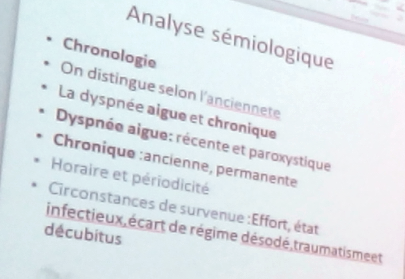 Analyse sémiologique
• Chronologie
• On distingue selon l'anciennete
• La dyspnée aigue et chronique
• Dyspnée aigue: récente et paroxystique
• Chronique :ancienne, permanente
• Horaire et périodicité
• Circonstances de survenue :Effort, état
infectieux,écart de régime désodé,traumatismeet
décubitus